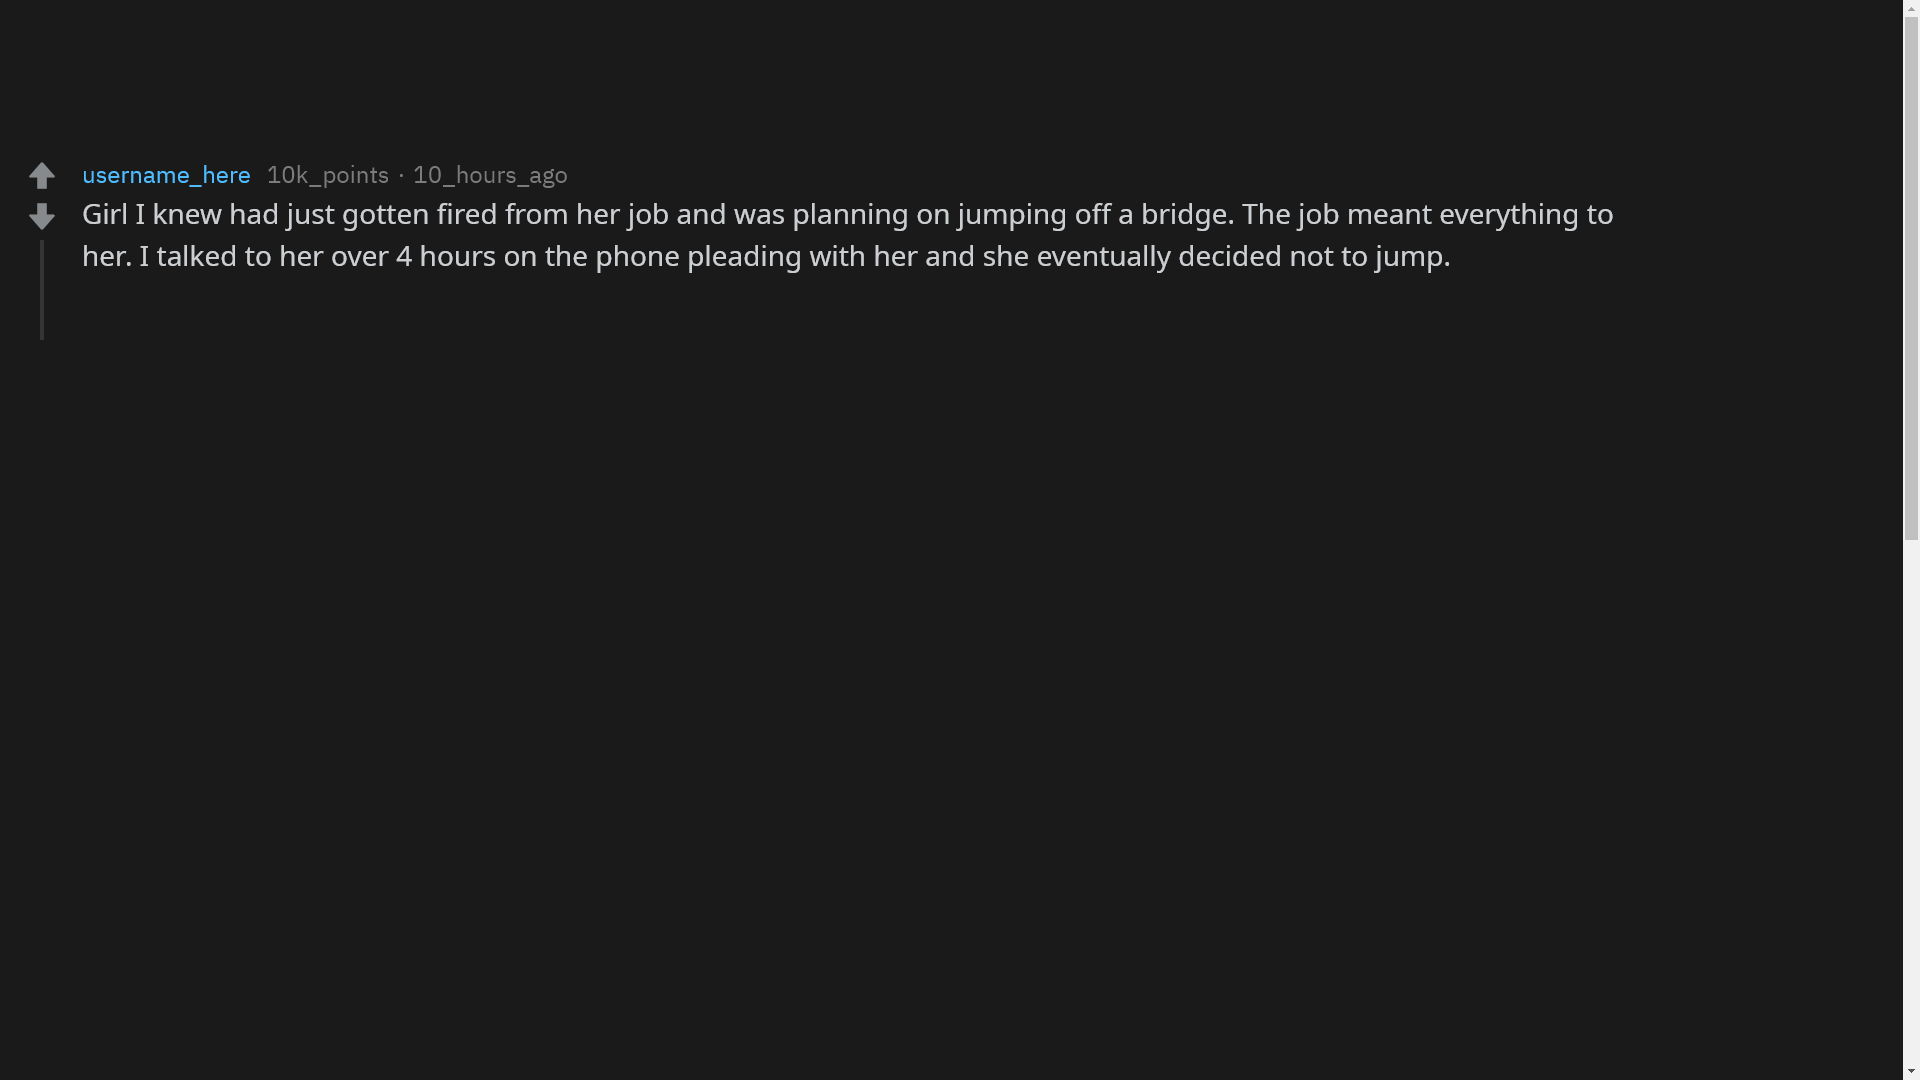 username_here 10k_points · 10_hours_ago
Girl I knew had just gotten fired from her job and was planning on jumping off a bridge. The job meant everything to
her. I talked to her over 4 hours on the phone pleading with her and she eventually decided not to jump.